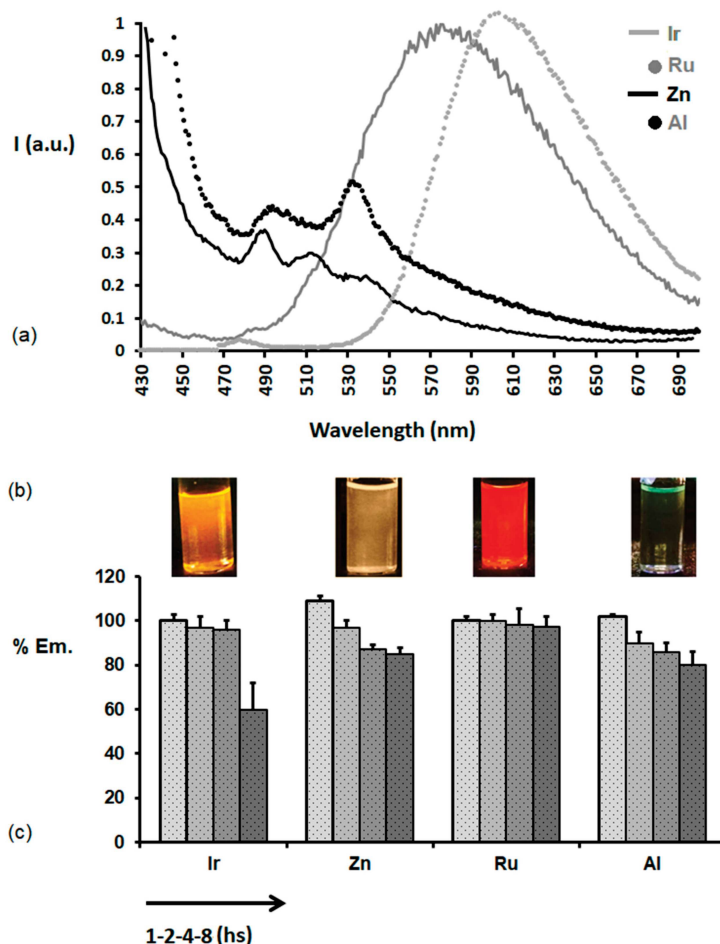 1
0.9
0.8
0.7
0.6
0.5
0.4
0.3
0.2
0.1
0
I (a.u.)
Ir
Ru
Zn
Al
(a)
430 450 470 490 510 530 550 570 590 610 630 650 670 690
Wavelength (nm)
(b)
120
100
80
60
40
20
0
% Em.
(c)
Ir Zn Ru Al
1-2-4-8 (hs)